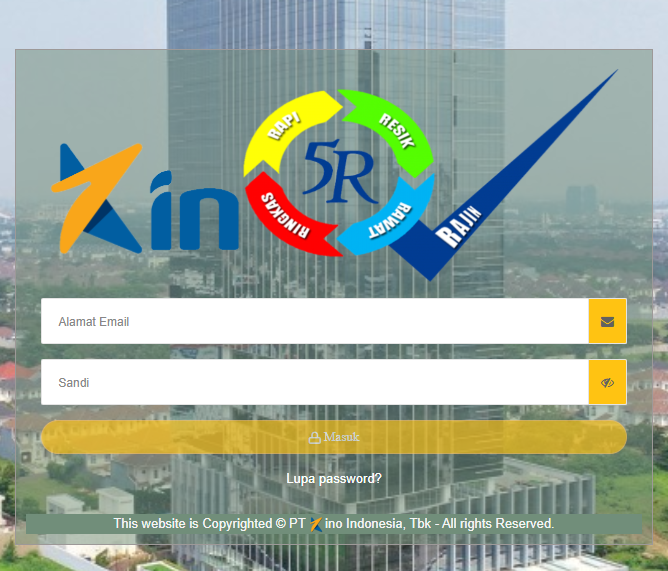 in
RAPI
RESIK
5R
RINGKAS
RAWAT
RAJIN
Alamat Email
Sandi
Masuk
Lupa password?
This website is Copyrighted © PT ino Indonesia, Tbk - All rights Reserved.